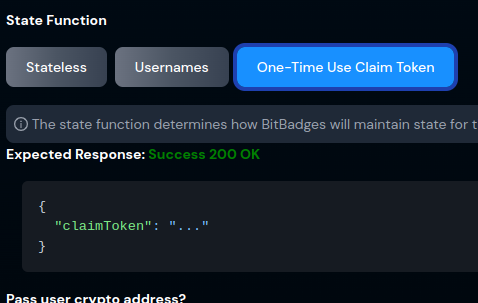 State Function
Stateless Usernames One-Time Use Claim Token
The state function determines how BitBadges will maintain state for t
Expected Response: Success 200 OK
{
"claimToken": "..."
}
Pass user crypto address?